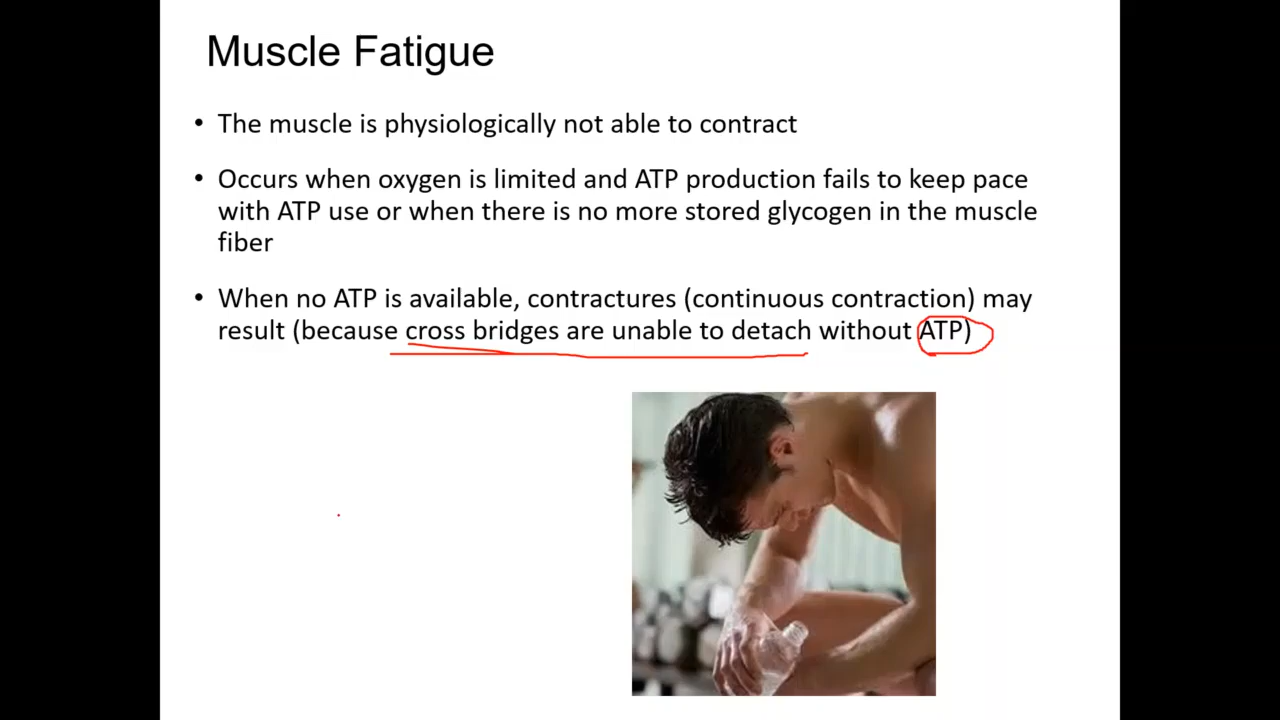 Muscle Fatigue
• The muscle is physiologically not able to contract
• Occurs when oxygen is limited and ATP production fails to keep pace
with ATP use or when there is no more stored glycogen in the muscle
fiber
• When no ATP is available, contractures (continuous contraction) may
result (because cross bridges are unable to detach without ATP)